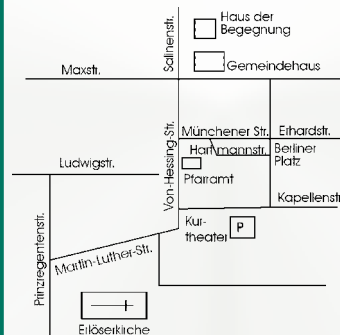 Haus der
Begegnung
Salinenstr.
Gemeindehaus
Maxstr.
Münchener Str.
Erhardstr.
Hartmannstr.
Berliner
Platz
Von-Hessing-Str.
Ludwigstr.
Pfarramt
Kapellenstr
Kur-
theater
P
Prinzregentenstr.
Martin-Luther-Str.
Erlöserkirche